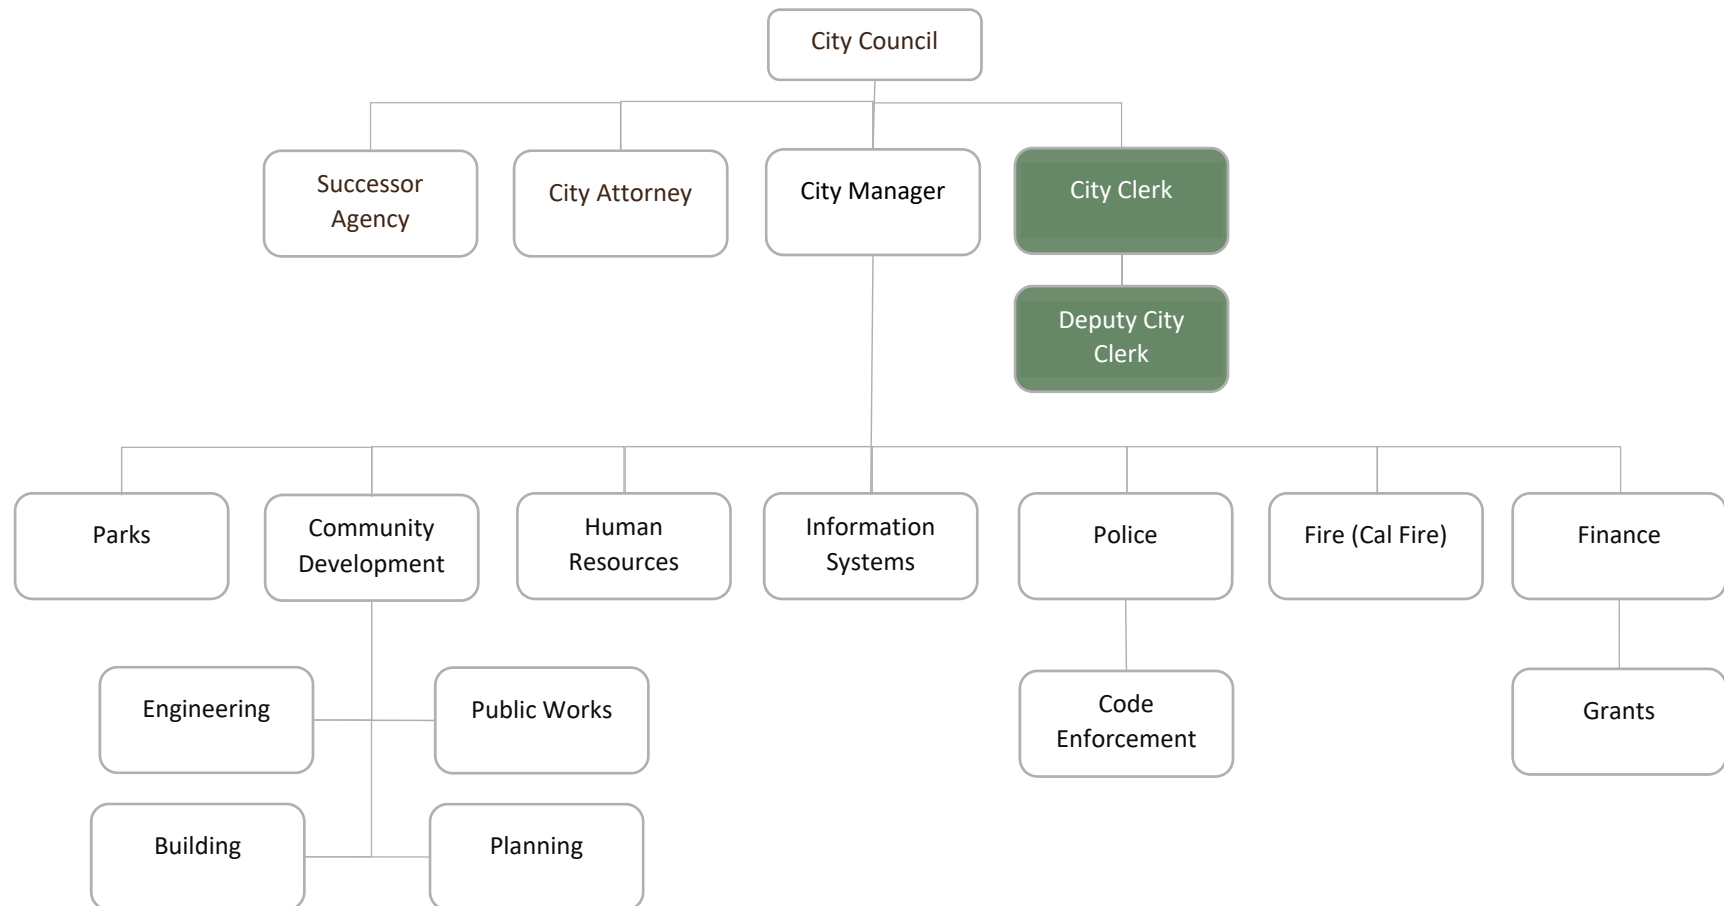 City Council
Successor
Agency
City Attorney
City Manager
City Clerk
Deputy City
Clerk
Parks
Community
Development
Human
Resources
Information
Systems
Police
Fire (Cal Fire)
Finance
Engineering
Public Works
Code
Enforcement
Grants
Building
Planning